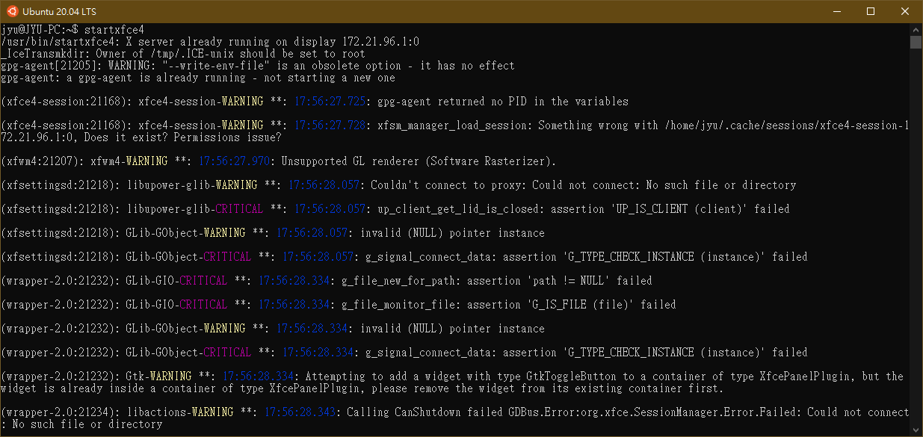 Ubuntu 20.04 LTS
jyu@JYU-PC:~$ startxfce4
/usr/bin/startxfce4: X server already running on display 172.21.96.1:0
_IceTransmkdir: Owner of /tmp/.ICE-unix should be set to root
gpg-agent[21205]: WARNING: "--write-env-file" is an obsolete option - it has no effect
gpg-agent: a gpg-agent is already running - not starting a new one
(xfce4-session:21168): xfce4-session-WARNING **: 17:56:27.725: gpg-agent returned no PID in the variables
(xfce4-session:21168): xfce4-session-WARNING **: 17:56:27.728: xfsm_manager_load_session: Something wrong with /home/jyu/.cache/sessions/xfce4-session-1
72.21.96.1:0, Does it exist? Permissions issue?
(xfwm4:21207): xfwm4-WARNING **: 17:56:27.970: Unsupported GL renderer (Software Rasterizer).
(xfsettingsd:21218): libupower-glib-WARNING **: 17:56:28.057: Couldn't connect to proxy: Could not connect: No such file or directory
(xfsettingsd:21218): libupower-glib-CRITICAL **: 17:56:28.057: up_client_get_lid_is_closed: assertion 'UP_IS_CLIENT (client)' failed
(xfsettingsd:21218): GLib-GObject-WARNING **: 17:56:28.057: invalid (NULL) pointer instance
(xfsettingsd:21218): GLib-GObject-CRITICAL **: 17:56:28.057: g_signal_connect_data: assertion 'G_TYPE_CHECK_INSTANCE (instance)' failed
(wrapper-2.0:21232): GLib-GIO-CRITICAL **: 17:56:28.334: g_file_new_for_path: assertion 'path != NULL' failed
(wrapper-2.0:21232): GLib-GIO-CRITICAL **: 17:56:28.334: g_file_monitor_file: assertion 'G_IS_FILE (file)' failed
(wrapper-2.0:21232): GLib-GObject-WARNING **: 17:56:28.334: invalid (NULL) pointer instance
(wrapper-2.0:21232): GLib-GObject-CRITICAL **: 17:56:28.334: g_signal_connect_data: assertion 'G_TYPE_CHECK_INSTANCE (instance)' failed
(wrapper-2.0:21232): Gtk-WARNING **: 17:56:28.334: Attempting to add a widget with type GtkToggleButton to a container of type XfcePanelPlugin, but the
widget is already inside a container of type XfcePanelPlugin, please remove the widget from its existing container first.
(wrapper-2.0:21234): libactions-WARNING **: 17:56:28.343: Calling CanShutdown failed GDBus.Error:org.xfce.SessionManager.Error.Failed: Could not connect
: No such file or directory